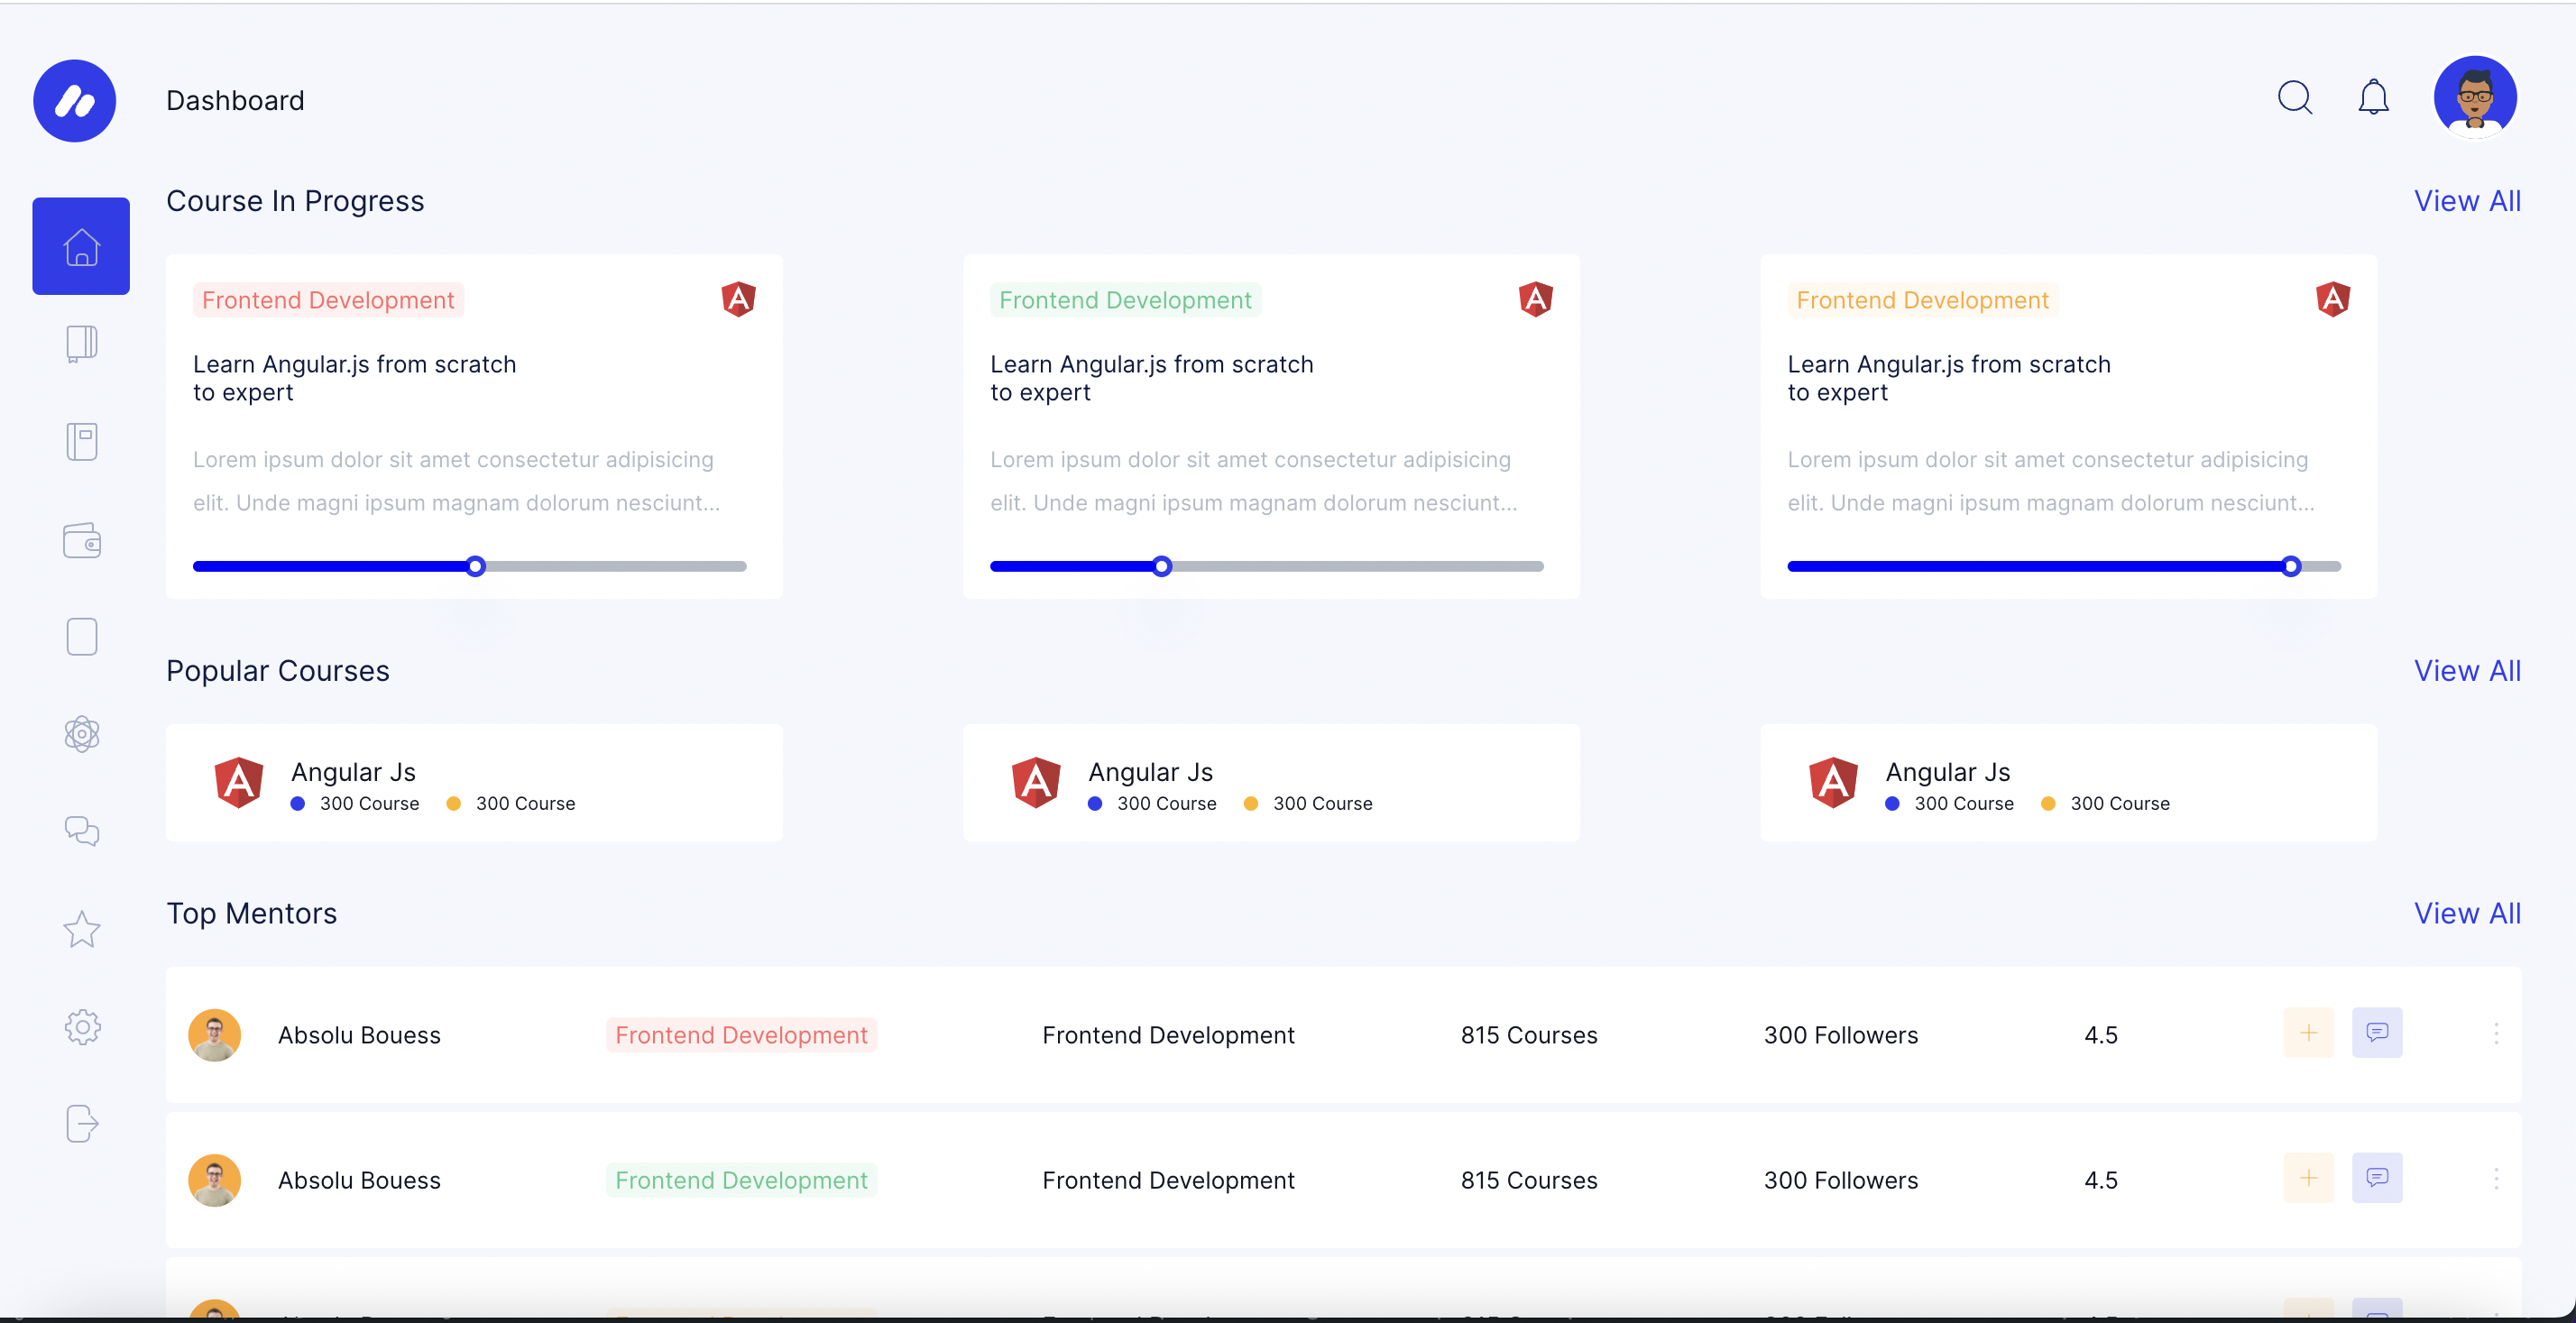 Dashboard
Course In Progress
View All
Frontend Development
Learn Angular.js from scratch
to expert
Lorem ipsum dolor sit amet consectetur adipisicing
elit. Unde magni ipsum magnam dolorum nesciunt...
Frontend Development
Learn Angular.js from scratch
to expert
Lorem ipsum dolor sit amet consectetur adipisicing
elit. Unde magni ipsum magnam dolorum nesciunt...
Frontend Development
Learn Angular.js from scratch
to expert
Lorem ipsum dolor sit amet consectetur adipisicing
elit. Unde magni ipsum magnam dolorum nesciunt...
Popular Courses
View All
Angular Js
300 Course 300 Course
Angular Js
300 Course 300 Course
Angular Js
300 Course 300 Course
Top Mentors
View All
Absolu Bouess Frontend Development Frontend Development 815 Courses 300 Followers 4.5
Absolu Bouess Frontend Development Frontend Development 815 Courses 300 Followers 4.5